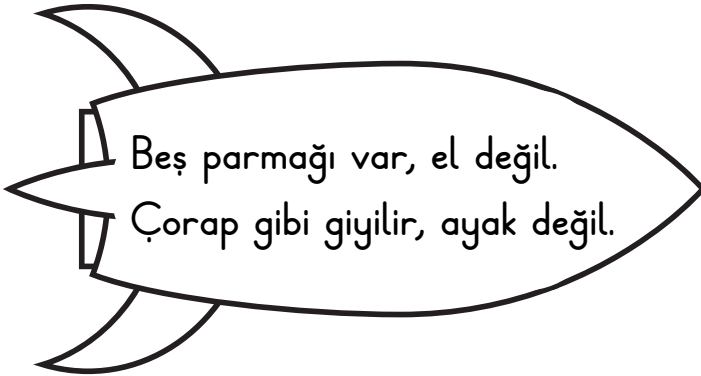 Beş parmağı var, el değil.
Çorap gibi giyilir, ayak değil.